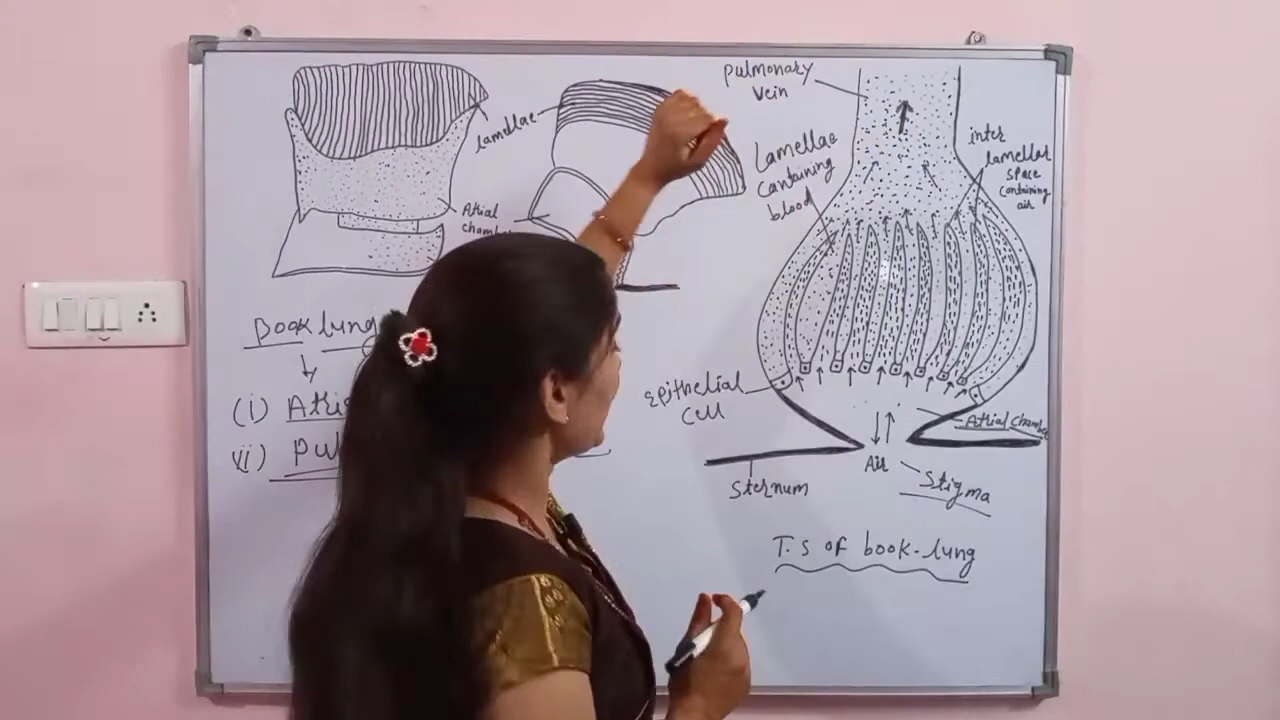 lamellae
Atrial
chamber
Book lung
(i) Atri
ii) Pul
Pulmonary
vein
Lamellae
containing
blood
inter
lamellar
space
containing
air
Epithelial
cell
Atrial chamber
Air
Stigma
Sternum
T.S of book-lung